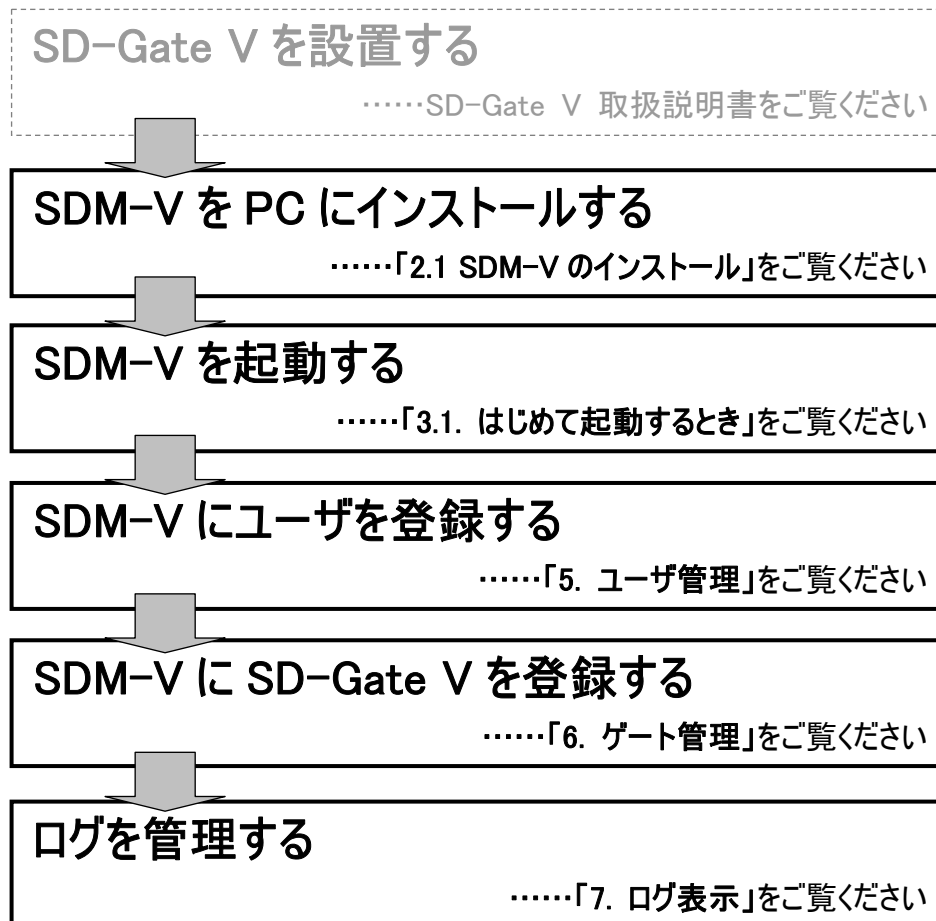 SD-Gate V を設置する
……SD-Gate V 取扱説明書をご覧ください
SDM-V を PC にインストールする
……「2.1 SDM-V のインストール」をご覧ください
SDM-V を起動する
……「3.1. はじめて起動するとき」をご覧ください
SDM-V にユーザを登録する
……「5. ユーザ管理」をご覧ください
SDM-V に SD-Gate V を登録する
……「6. ゲート管理」をご覧ください
ログを管理する
……「7. ログ表示」をご覧ください